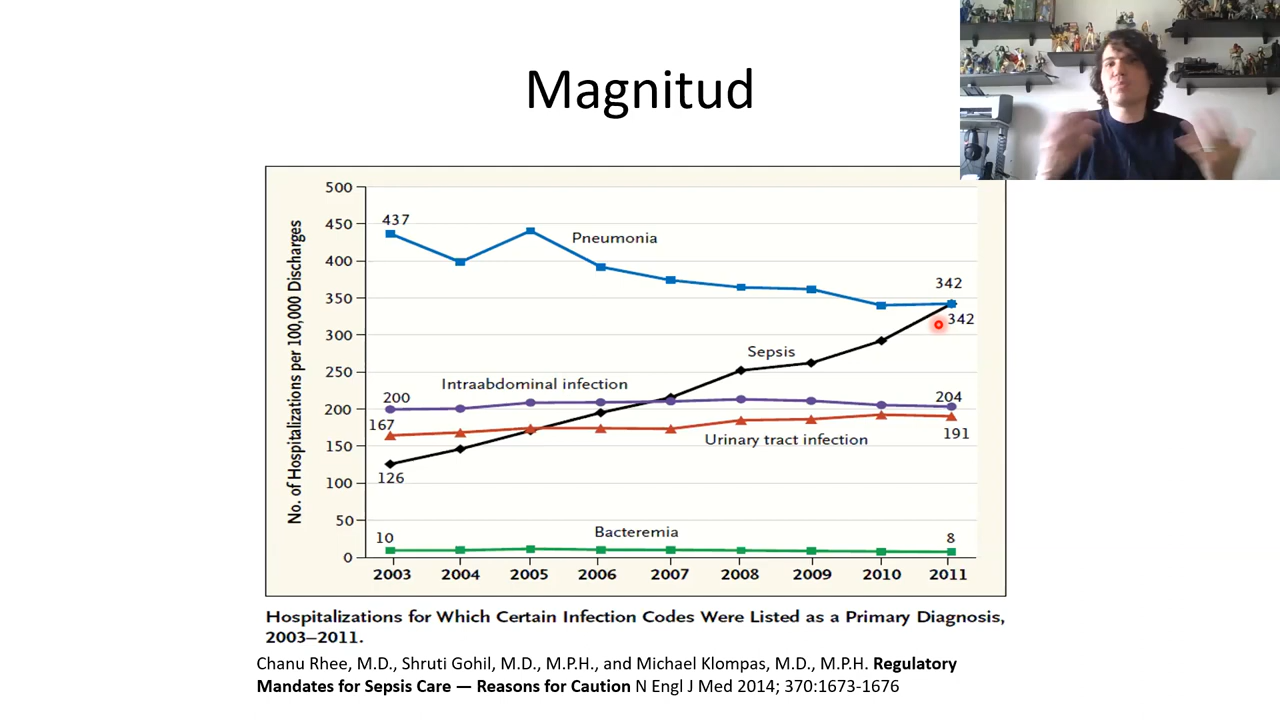 Magnitud
No. of Hospitalizations per 100,000 Discharges
500
450
400
350
300
250
200
150
100
50
0
437
Pneumonia
342
342
Sepsis
Intraabdominal infection
200
204
167
Urinary tract infection
191
126
10
Bacteremia
8
2003 2004 2005 2006 2007 2008 2009 2010 2011
Hospitalizations for Which Certain Infection Codes Were Listed as a Primary Diagnosis,
2003–2011.
Chanu Rhee, M.D., Shruti Gohil, M.D., M.P.H., and Michael Klompas, M.D., M.P.H. Regulatory
Mandates for Sepsis Care — Reasons for Caution N Engl J Med 2014; 370:1673-1676